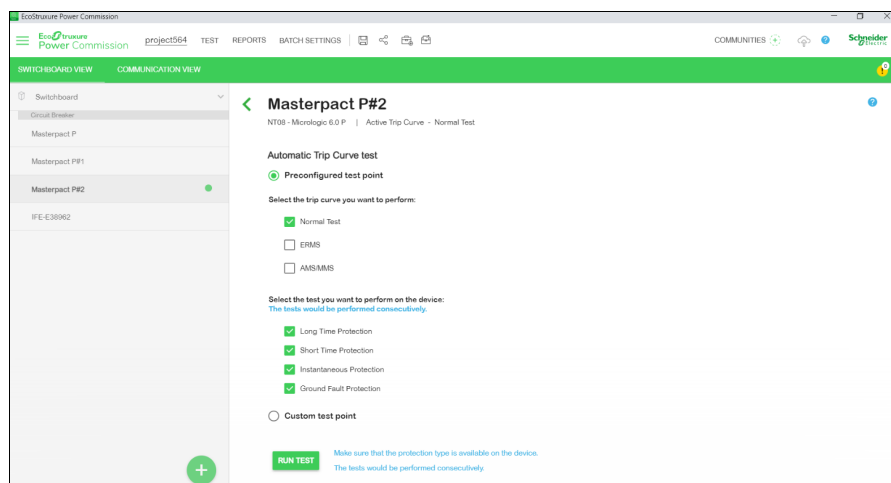 EcoStruxure Power Commission
EcoStruxure
Power Commission
project564 TEST REPORTS BATCH SETTINGS
COMMUNITIES
Schneider
Electric
SWITCHBOARD VIEW COMMUNICATION VIEW
0
Switchboard
Circuit Breaker
Masterpact P
Masterpact P#1
Masterpact P#2
IFE-E38962
Masterpact P#2
NT08 - Micrologic 6.0 P | Active Trip Curve - Normal Test
Automatic Trip Curve test
Preconfigured test point
Select the trip curve you want to perform:
Normal Test
ERMS
AMS/MMS
Select the test you want to perform on the device:
The tests would be performed consecutively.
Long Time Protection
Short Time Protection
Instantaneous Protection
Ground Fault Protection
Custom test point
RUN TEST
Make sure that the protection type is available on the device.
The tests would be performed consecutively.